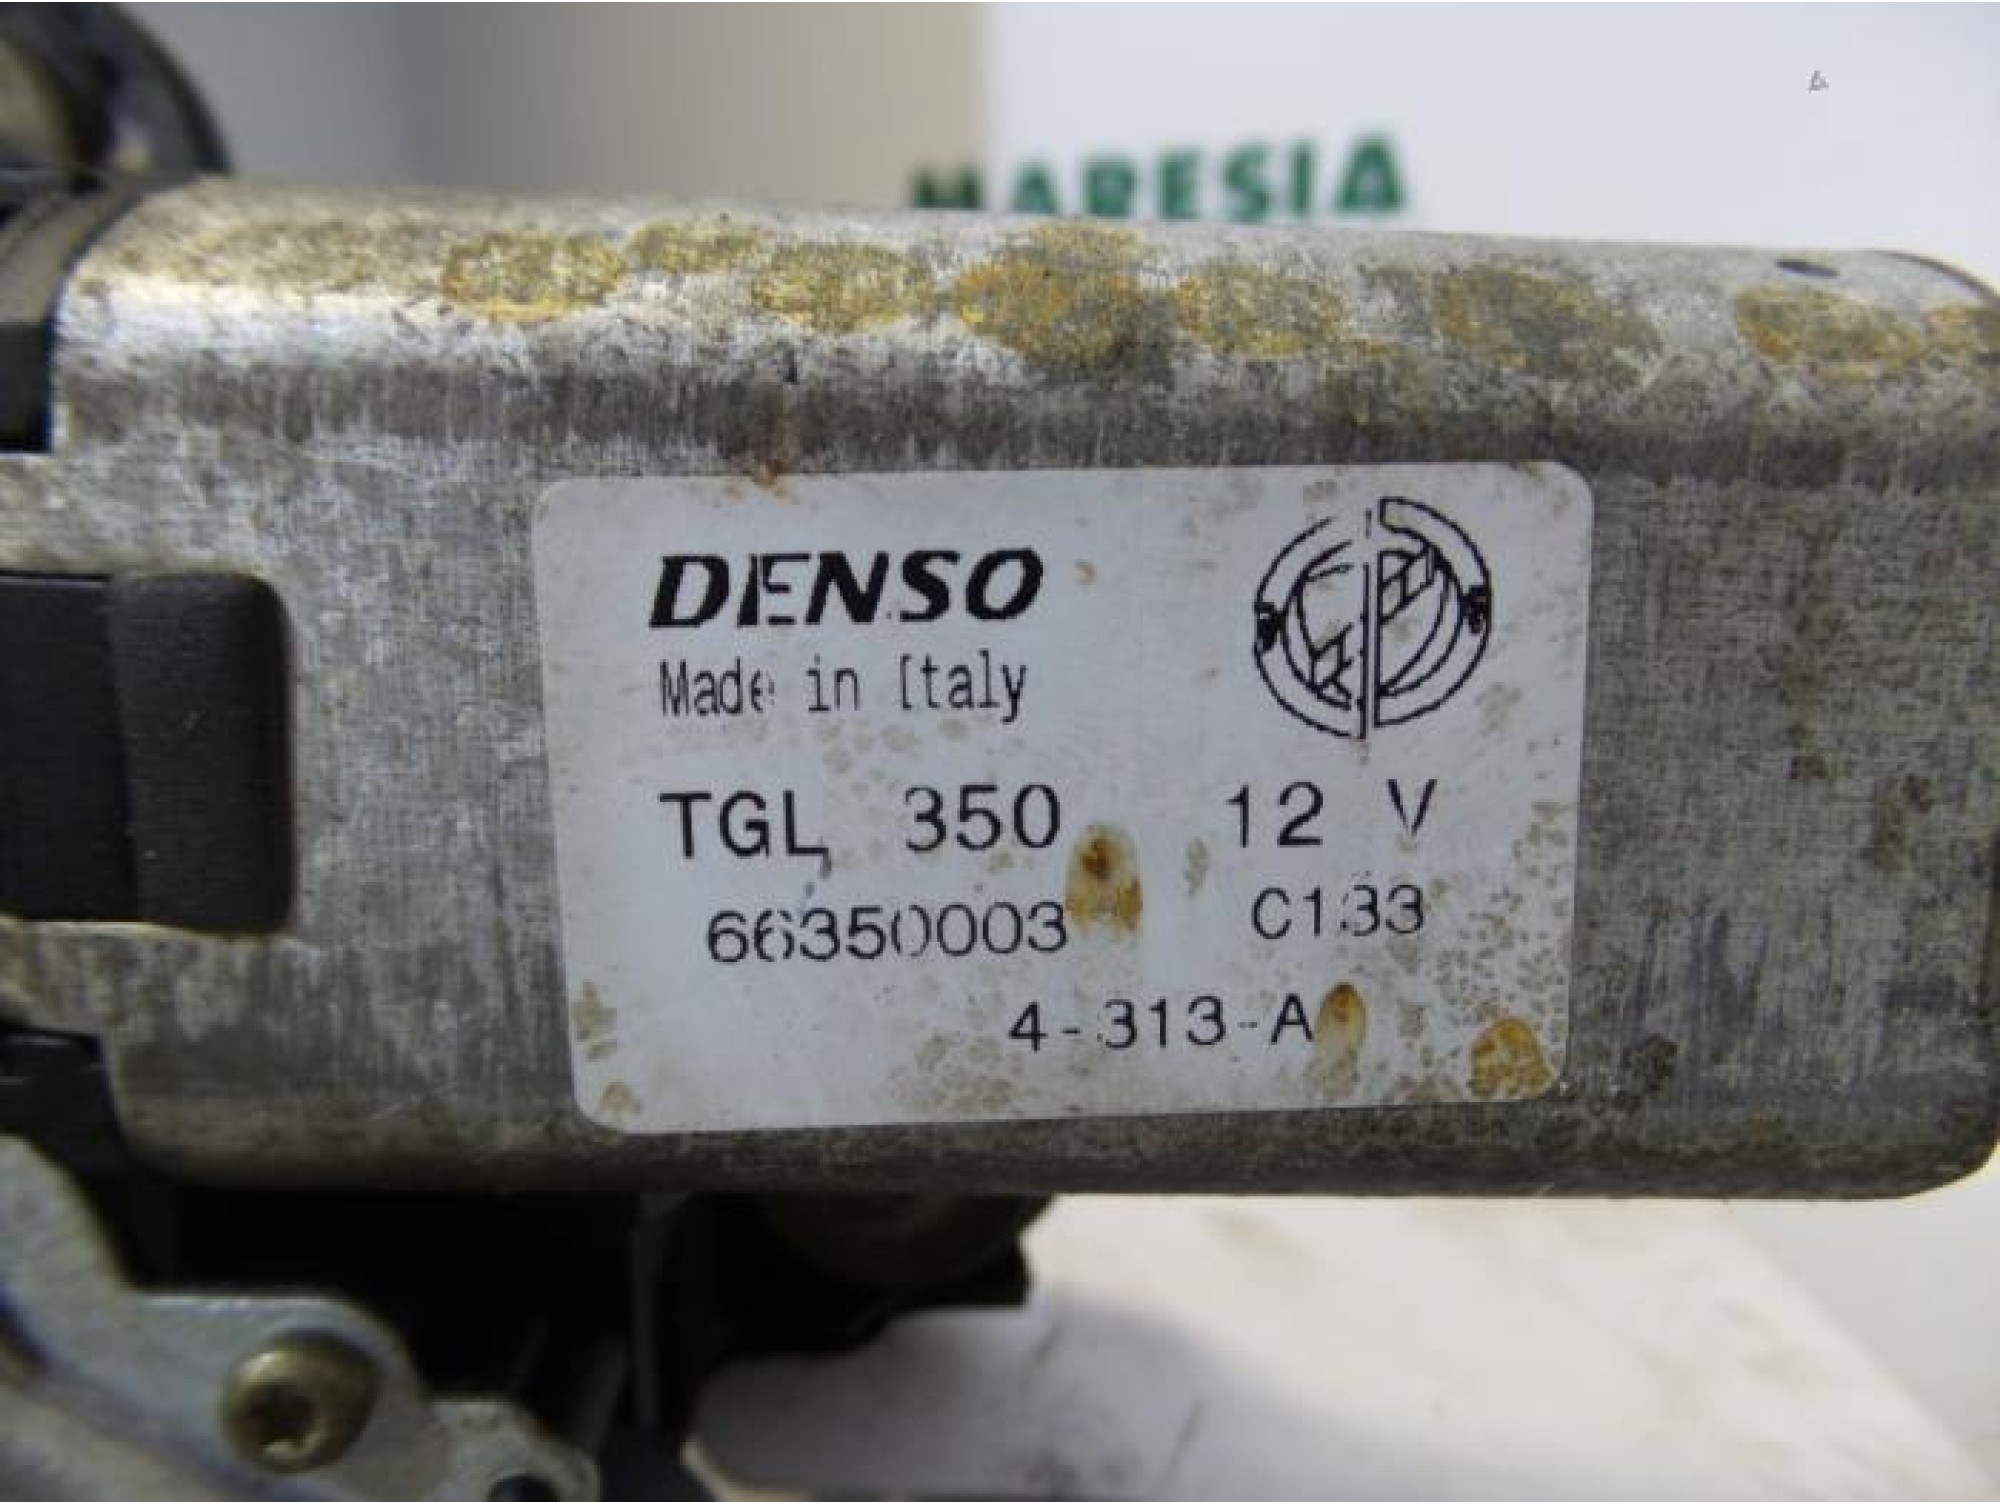 MARESIA
DENSO
Made in Italy
TGL 350 12 V
66350003 C133
4-313-A